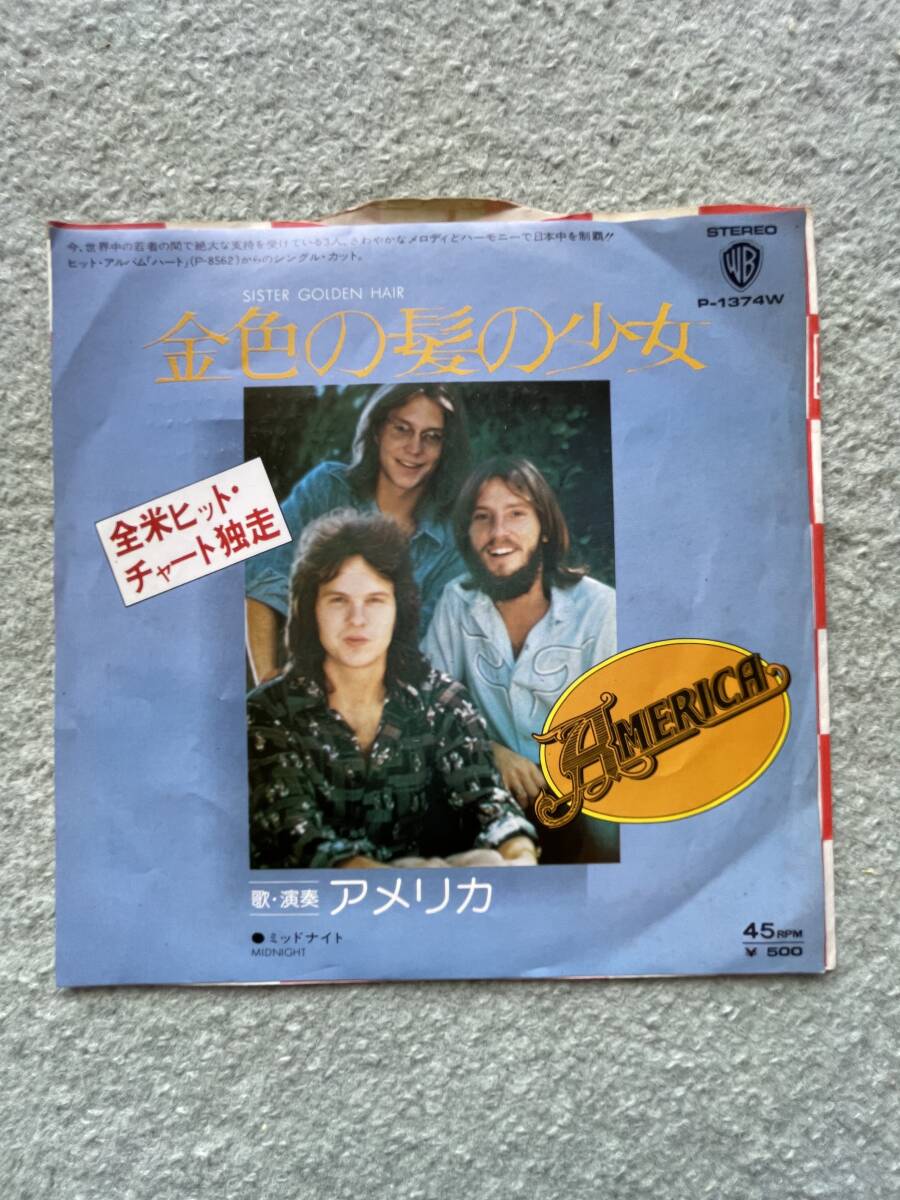 今、世界中の若者の間で絶大な支持を受けている3人。さわやかなメロディとハーモニーで日本中を制覇!!
ヒット・アルバム「ハート」(P-8562)からのシングル・カット。
STEREO
WB
P-1374W
SISTER GOLDEN HAIR
金色の髪の少女
全米ヒット・
チャート独走
AMERICA
歌・演奏 アメリカ
●ミッドナイト
MIDNIGHT
45RPM
¥ 500